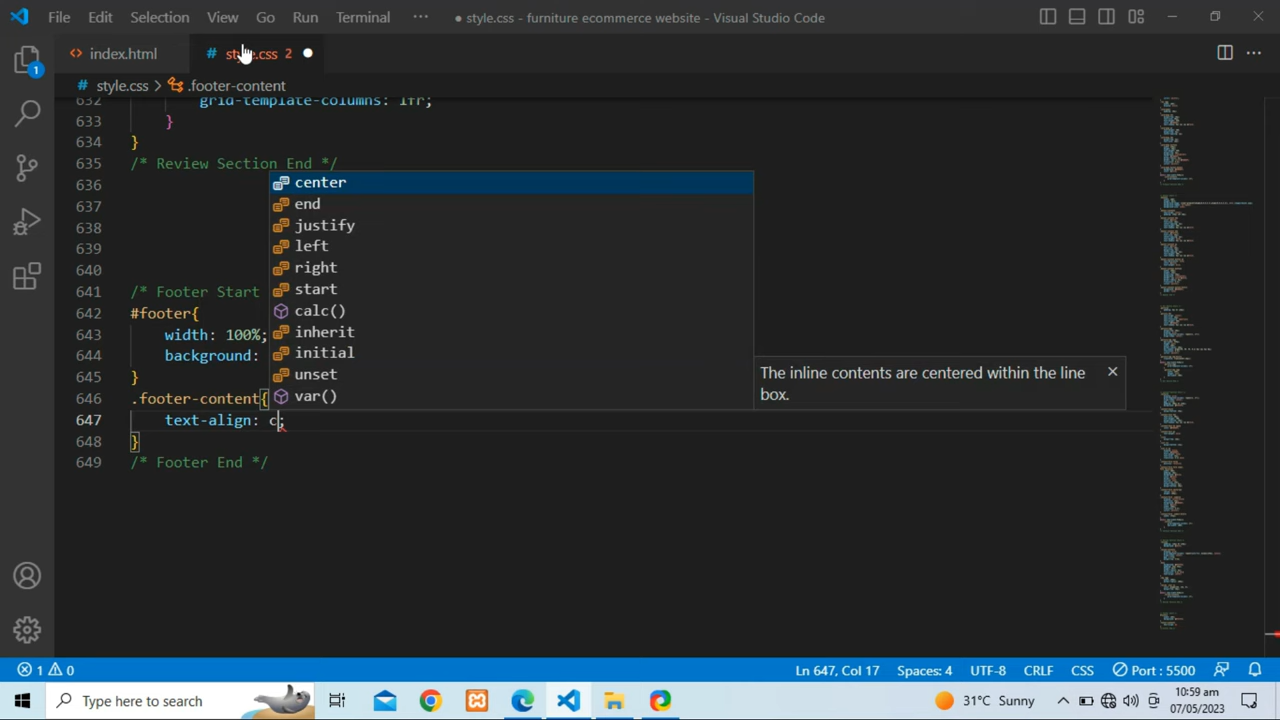 File Edit Selection View Go Run Terminal ··· ● style.css - furniture ecommerce website - Visual Studio Code
<> index.html # style.css 2 ●
# style.css > .footer-content
632 grid-template-columns: 1fr;
633 }
634 }
635 /* Review Section End */
636
637
638
639
640
641 /* Footer Start
642 #footer{
643 width: 100%;
644 background:
645 }
646 .footer-content{
647 text-align: c;
648 }
649 /* Footer End */
center
end
justify
left
right
start
calc()
inherit
initial
unset
var()
The inline contents are centered within the line
box.
1
1 0 Ln 647, Col 17 Spaces: 4 UTF-8 CRLF CSS Port : 5500
Type here to search 31°C Sunny 10:59 am
07/05/2023